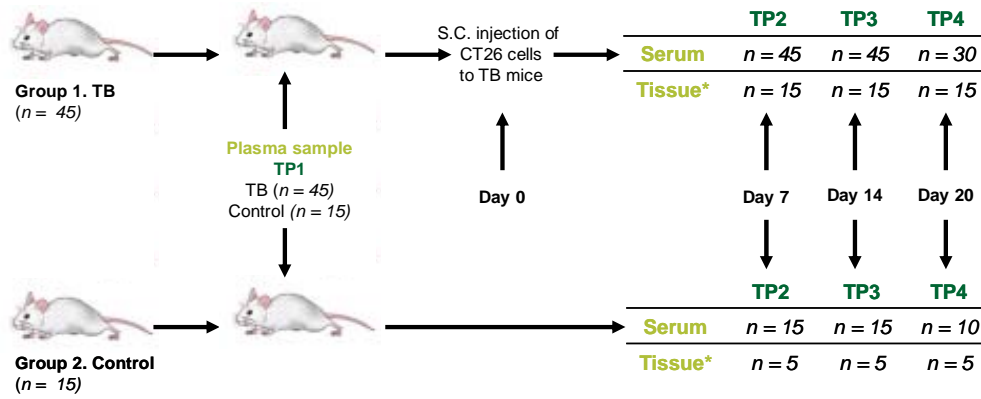 TP2 TP3 TP4
S.C. injection of
CT26 cells
to TB mice
Serum n = 45 n = 45 n = 30
Tissue* n = 15 n = 15 n = 15
Group 1. TB
(n = 45)
Plasma sample
TP1
TB (n = 45)
Control (n = 15)
Day 0
Day 7 Day 14 Day 20
TP2 TP3 TP4
Serum n = 15 n = 15 n = 10
Tissue* n = 5 n = 5 n = 5
Group 2. Control
(n = 15)